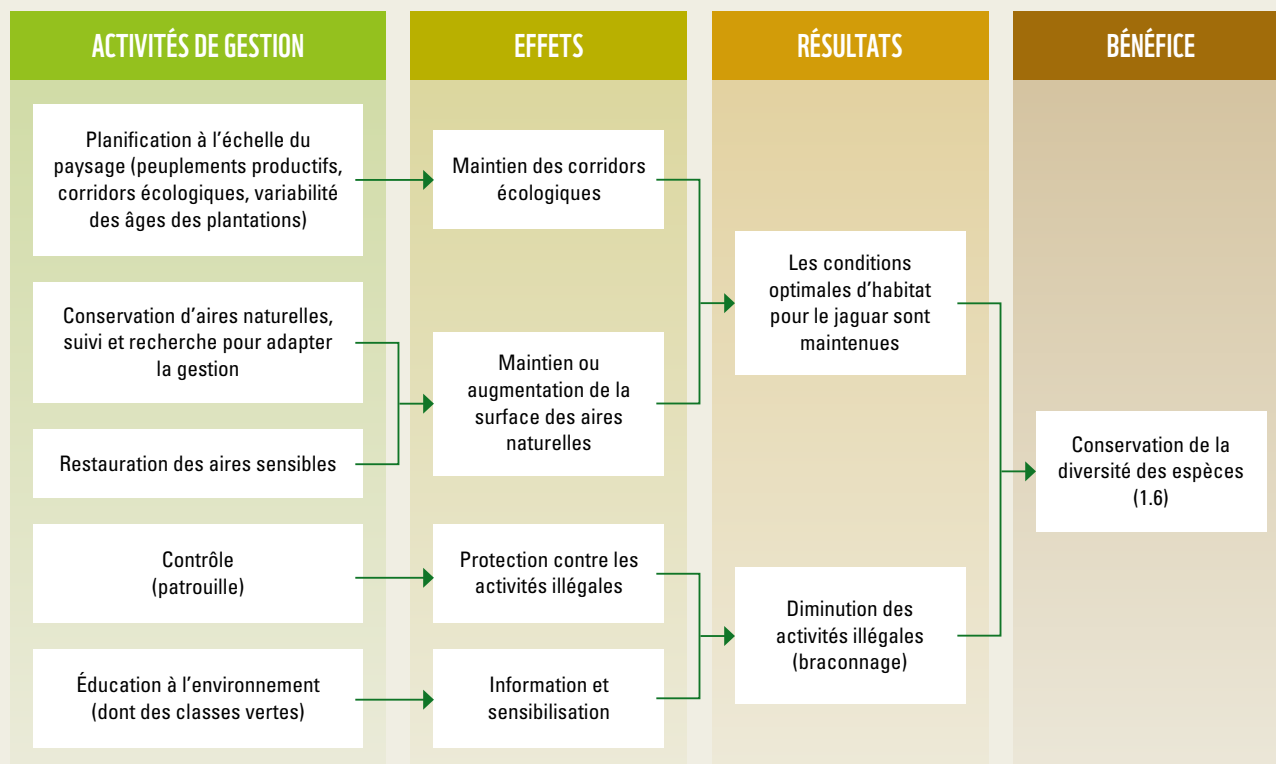 ACTIVITÉS DE GESTION
Planification à l’échelle du
paysage (peuplements productifs,
corridors écologiques, variabilité
des âges des plantations)
Conservation d’aires naturelles,
suivi et recherche pour adapter
la gestion
Restauration des aires sensibles
Contrôle
(patrouille)
Éducation à l’environnement
(dont des classes vertes)
EFFETS
Maintien des corridors
écologiques
Maintien ou
augmentation de la
surface des aires
naturelles
Protection contre les
activités illégales
Information et
sensibilisation
RÉSULTATS
Les conditions
optimales d’habitat
pour le jaguar sont
maintenues
Diminution des
activités illégales
(braconnage)
BÉNÉFICE
Conservation de la
diversité des espèces
(1.6)